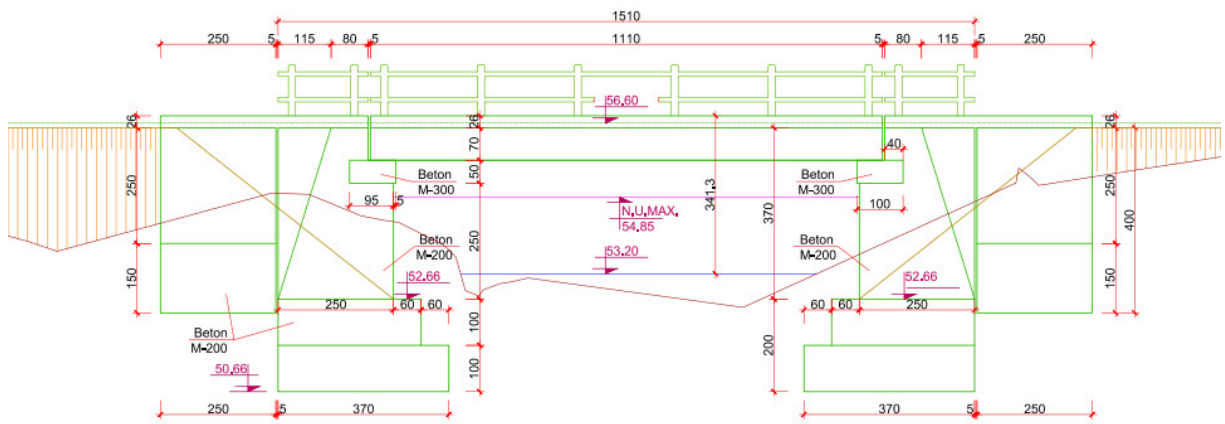 1510
250 5 115 80 5 1110 5 80 115 5 250
56.60
26 26 26
70 40
50
Beton
M-300
Beton
M-300
95 5 100
341.3
370
250 250 400
N.U.MAX.
54.85
250
Beton
M-200
53.20
Beton
M-200
52.66 52.66
150 150
250 60 60 60 60 250
100
Beton
M-200
200
100
50.66
250 5 370 370 5 250